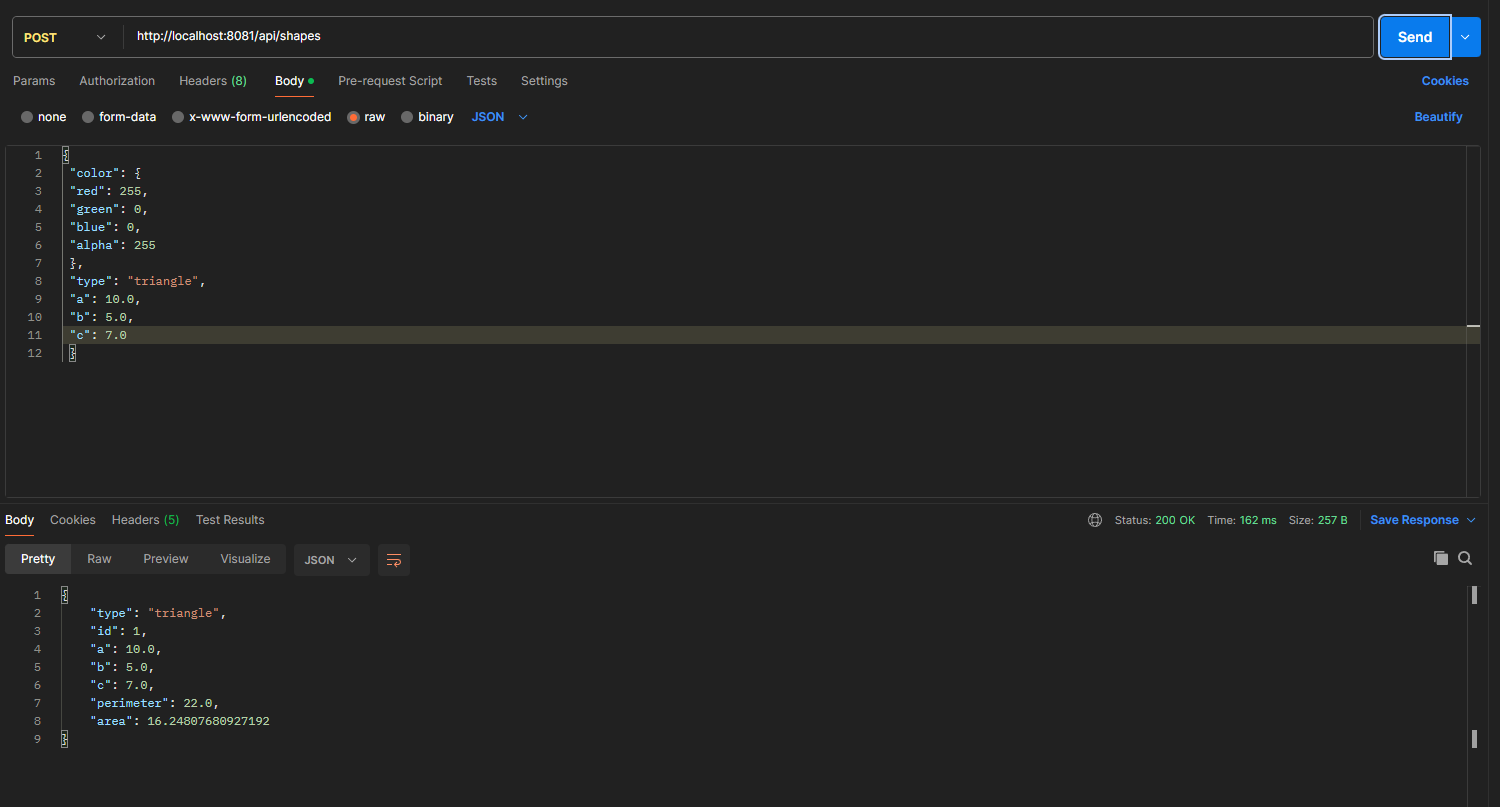 POST http://localhost:8081/api/shapes Send
Params Authorization Headers (8) Body Pre-request Script Tests Settings Cookies
none form-data x-www-form-urlencoded raw binary JSON Beautify
1 {
2 "color": {
3 "red": 255,
4 "green": 0,
5 "blue": 0,
6 "alpha": 255
7 },
8 "type": "triangle",
9 "a": 10.0,
10 "b": 5.0,
11 "c": 7.0
12 }
Body Cookies Headers (5) Test Results Status: 200 OK Time: 162 ms Size: 257 B Save Response
Pretty Raw Preview Visualize JSON
1 {
2 "type": "triangle",
3 "id": 1,
4 "a": 10.0,
5 "b": 5.0,
6 "c": 7.0,
7 "perimeter": 22.0,
8 "area": 16.24807680927192
9 }